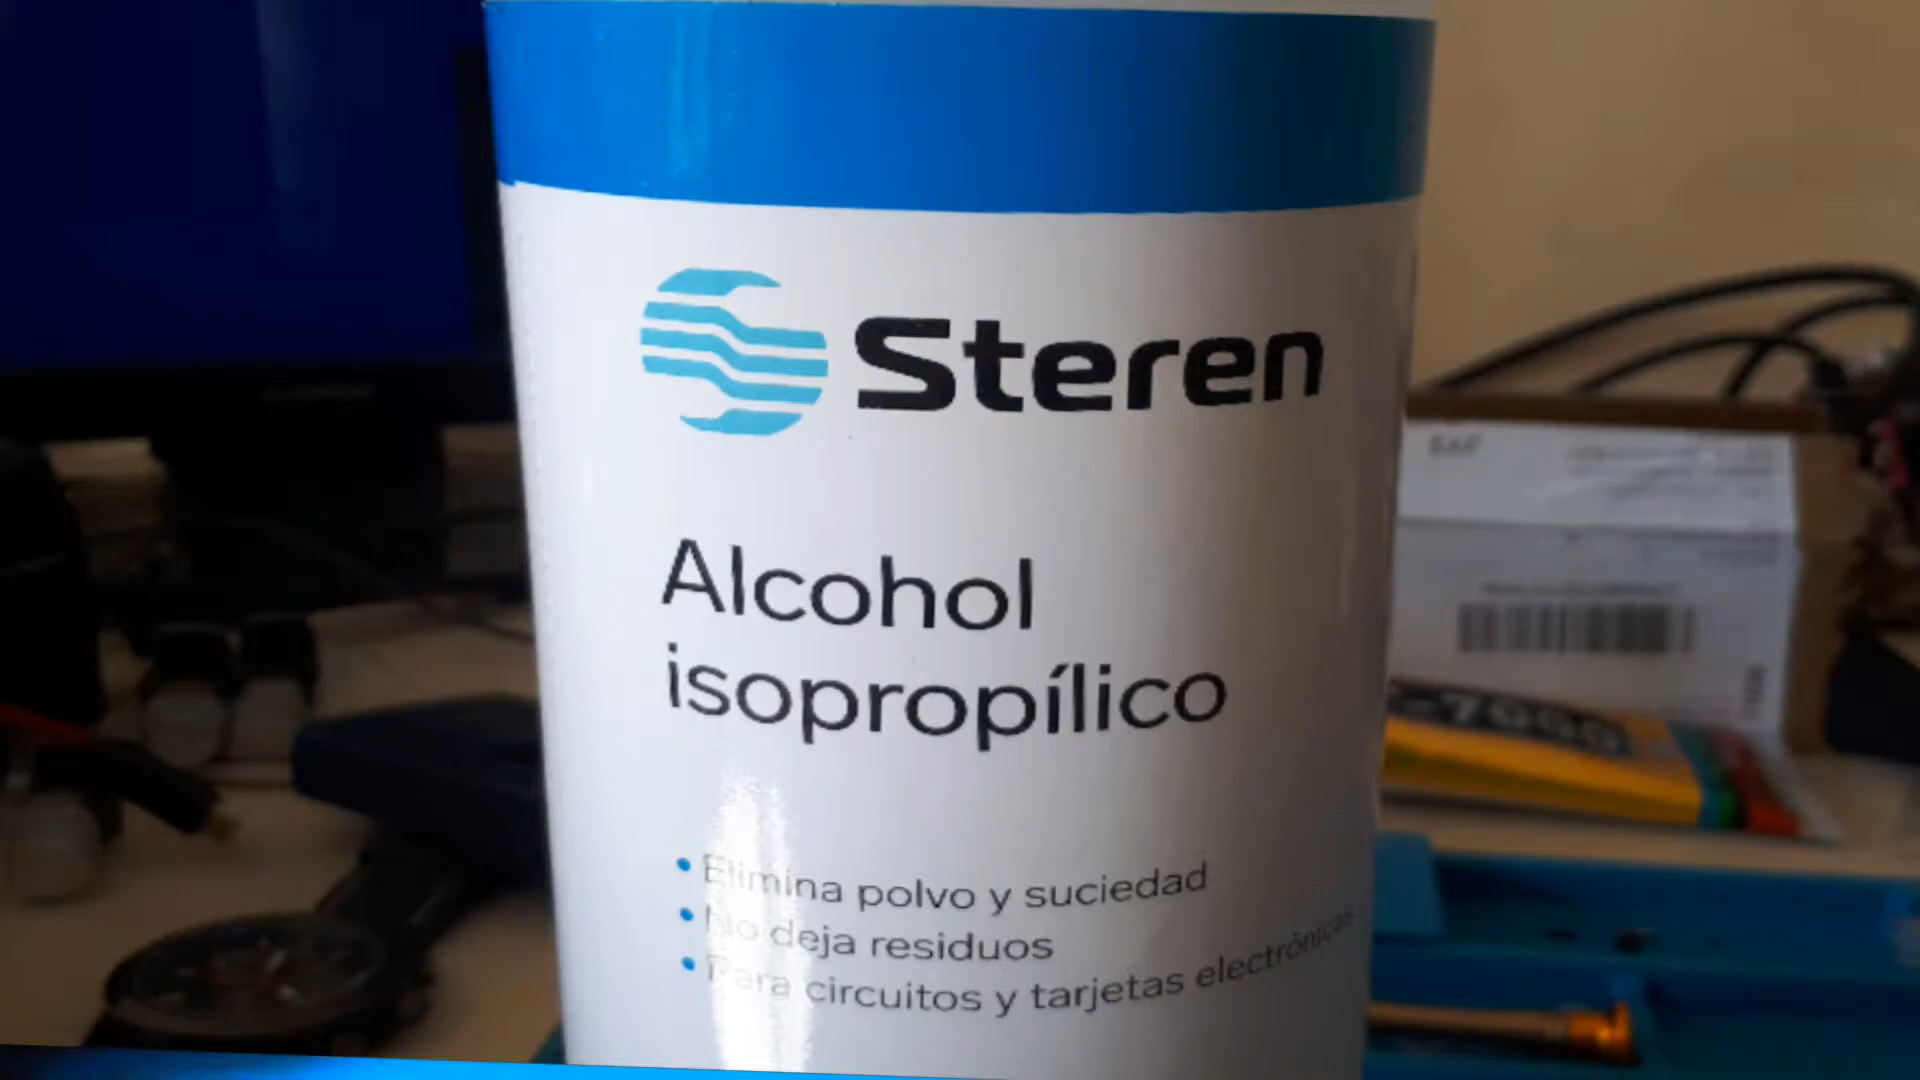 Steren
Alcohol
isopropílico
• Elimina polvo y suciedad
• No deja residuos
• Para circuitos y tarjetas electrónicas